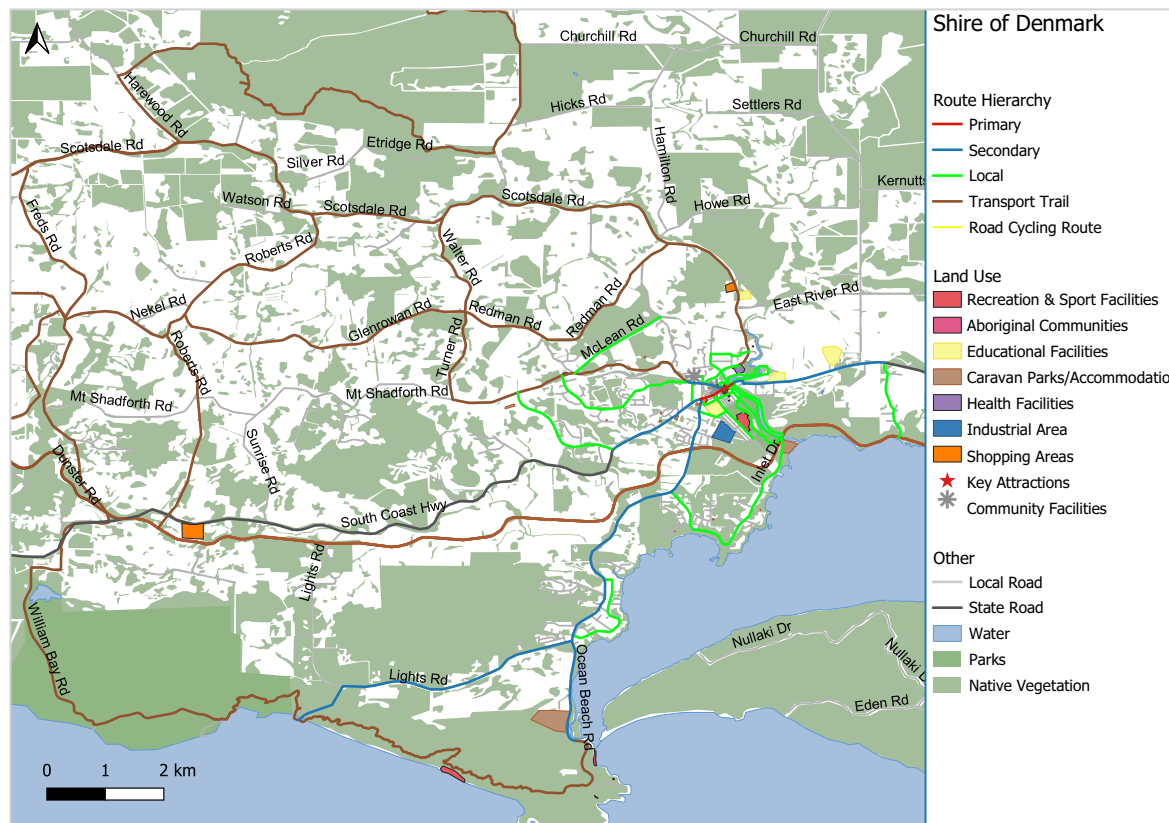 Shire of Denmark
Route Hierarchy
Primary
Secondary
Local
Transport Trail
Road Cycling Route
Land Use
Recreation & Sport Facilities
Aboriginal Communities
Educational Facilities
Caravan Parks/Accommodatio
Health Facilities
Industrial Area
Shopping Areas
Key Attractions
Community Facilities
Other
Local Road
State Road
Water
Parks
Native Vegetation
Churchill Rd
Churchill Rd
Harewood Rd
Hicks Rd
Settlers Rd
Scotsdale Rd
Etridge Rd
Hamilton Rd
Silver Rd
Kernutts
Watson Rd
Scotsdale Rd
Scotsdale Rd
Howe Rd
Freds Rd
Roberts Rd
Walter Rd
Nekel Rd
Glenrowan Rd
Redman Rd
Redman Rd
East River Rd
McLean Rd
Roberts Rd
Turner Rd
Mt Shadforth Rd
Mt Shadforth Rd
Sunrise Rd
Dunster Rd
Inlet Dr
South Coast Hwy
Lights Rd
William Bay Rd
Lights Rd
Ocean Beach Rd
Nullaki Dr
Nullaki D
Eden Rd
0 1 2 km